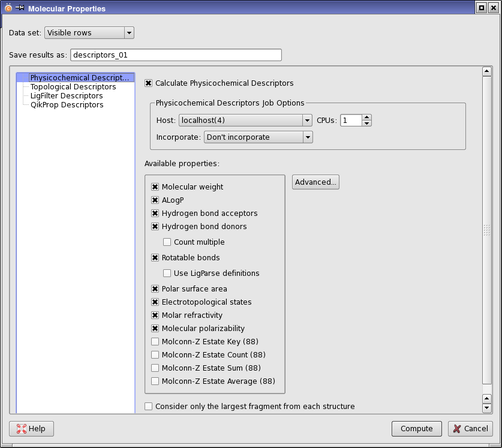 Molecular Properties
Data set: Visible rows
Save results as: descriptors_01
Physicochemical Descript...
Topological Descriptors
LigFilter Descriptors
QikProp Descriptors
Calculate Physicochemical Descriptors
Physicochemical Descriptors Job Options
Host: localhost(4) CPUs: 1
Incorporate: Don't incorporate
Available properties:
Advanced...
Molecular weight
ALogP
Hydrogen bond acceptors
Hydrogen bond donors
Count multiple
Rotatable bonds
Use LigParse definitions
Polar surface area
Electrotopological states
Molar refractivity
Molecular polarizability
Molconn-Z Estate Key (88)
Molconn-Z Estate Count (88)
Molconn-Z Estate Sum (88)
Molconn-Z Estate Average (88)
Consider only the largest fragment from each structure
Help Compute Cancel